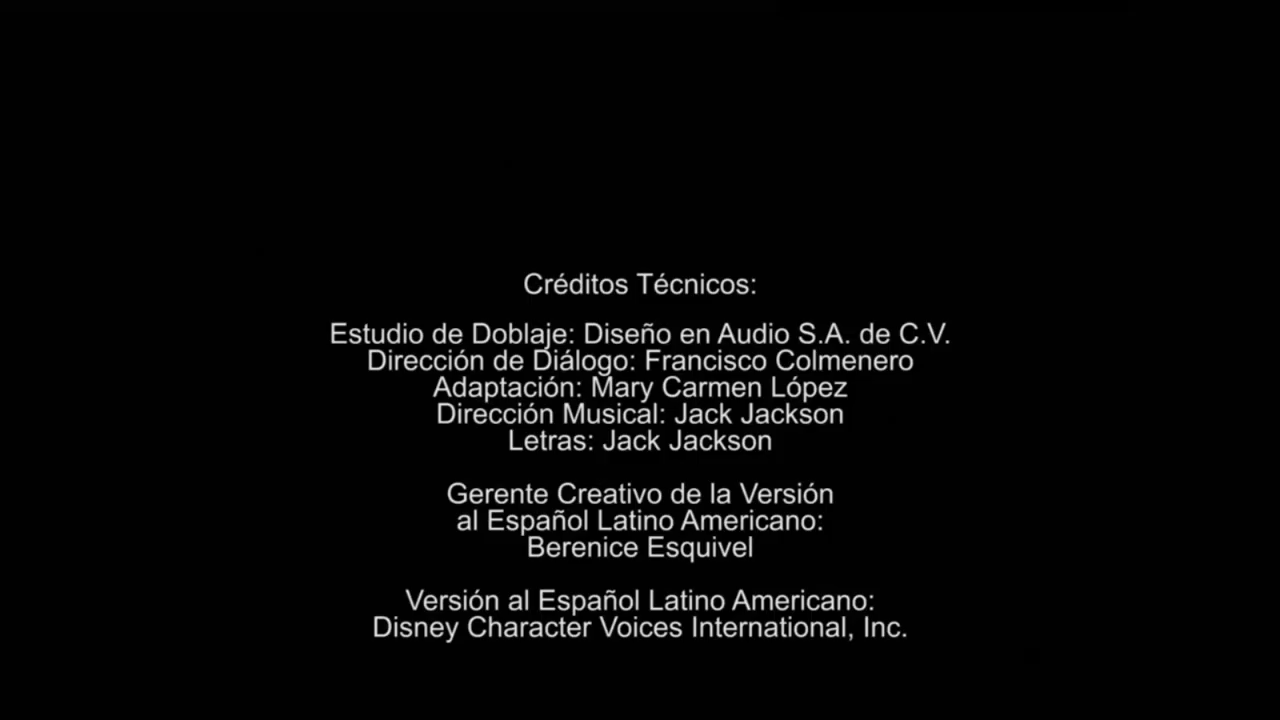 Créditos Técnicos:
Estudio de Doblaje: Diseño en Audio S.A. de C.V.
Dirección de Diálogo: Francisco Colmenero
Adaptación: Mary Carmen López
Dirección Musical: Jack Jackson
Letras: Jack Jackson
Gerente Creativo de la Versión
al Español Latino Americano:
Berenice Esquivel
Versión al Español Latino Americano:
Disney Character Voices International, Inc.